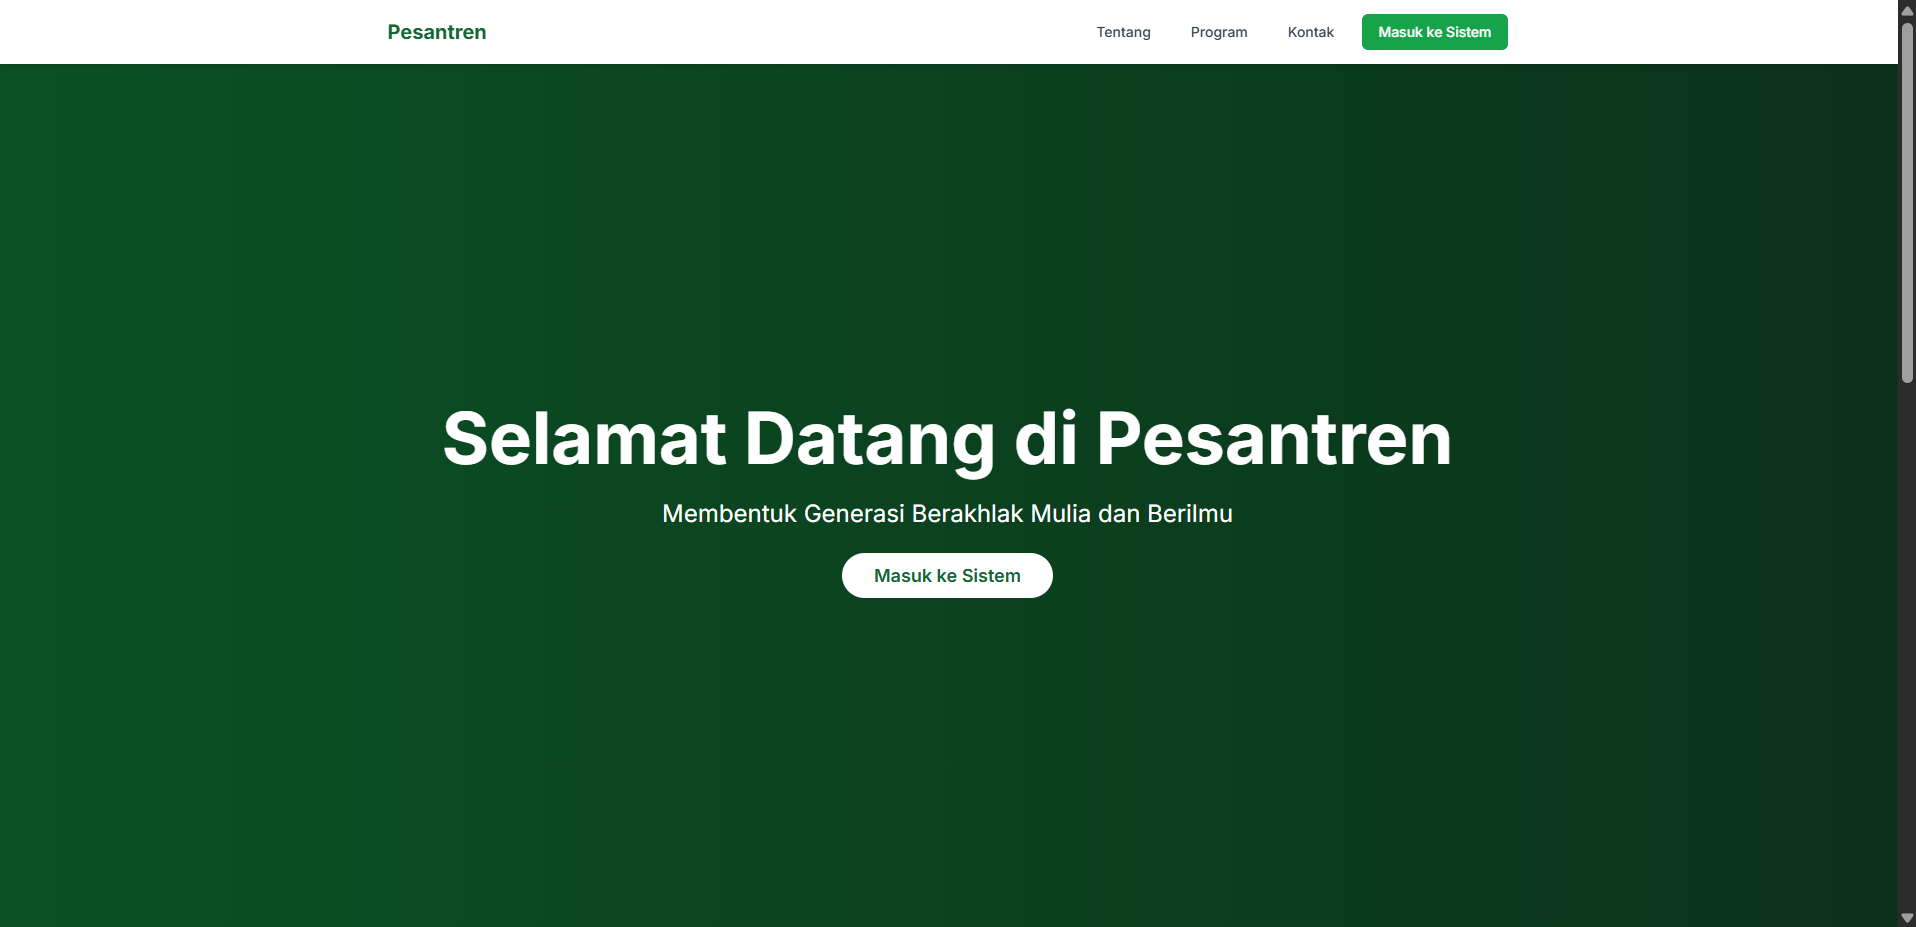 Pesantren
Tentang
Program
Kontak
Masuk ke Sistem
Selamat Datang di Pesantren
Membentuk Generasi Berakhlak Mulia dan Berilmu
Masuk ke Sistem